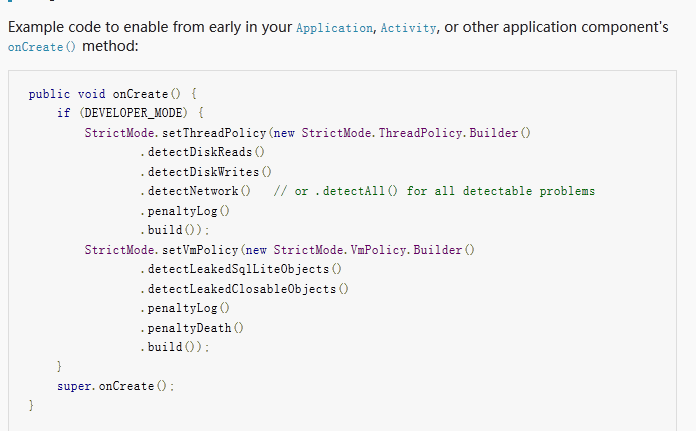 Example code to enable from early in your Application, Activity, or other application component's
onCreate() method:
public void onCreate() {
    if (DEVELOPER_MODE) {
        StrictMode.setThreadPolicy(new StrictMode.ThreadPolicy.Builder()
                .detectDiskReads()
                .detectDiskWrites()
                .detectNetwork()   // or .detectAll() for all detectable problems
                .penaltyLog()
                .build());
        StrictMode.setVmPolicy(new StrictMode.VmPolicy.Builder()
                .detectLeakedSqlLiteObjects()
                .detectLeakedClosableObjects()
                .penaltyLog()
                .penaltyDeath()
                .build());
    }
    super.onCreate();
}